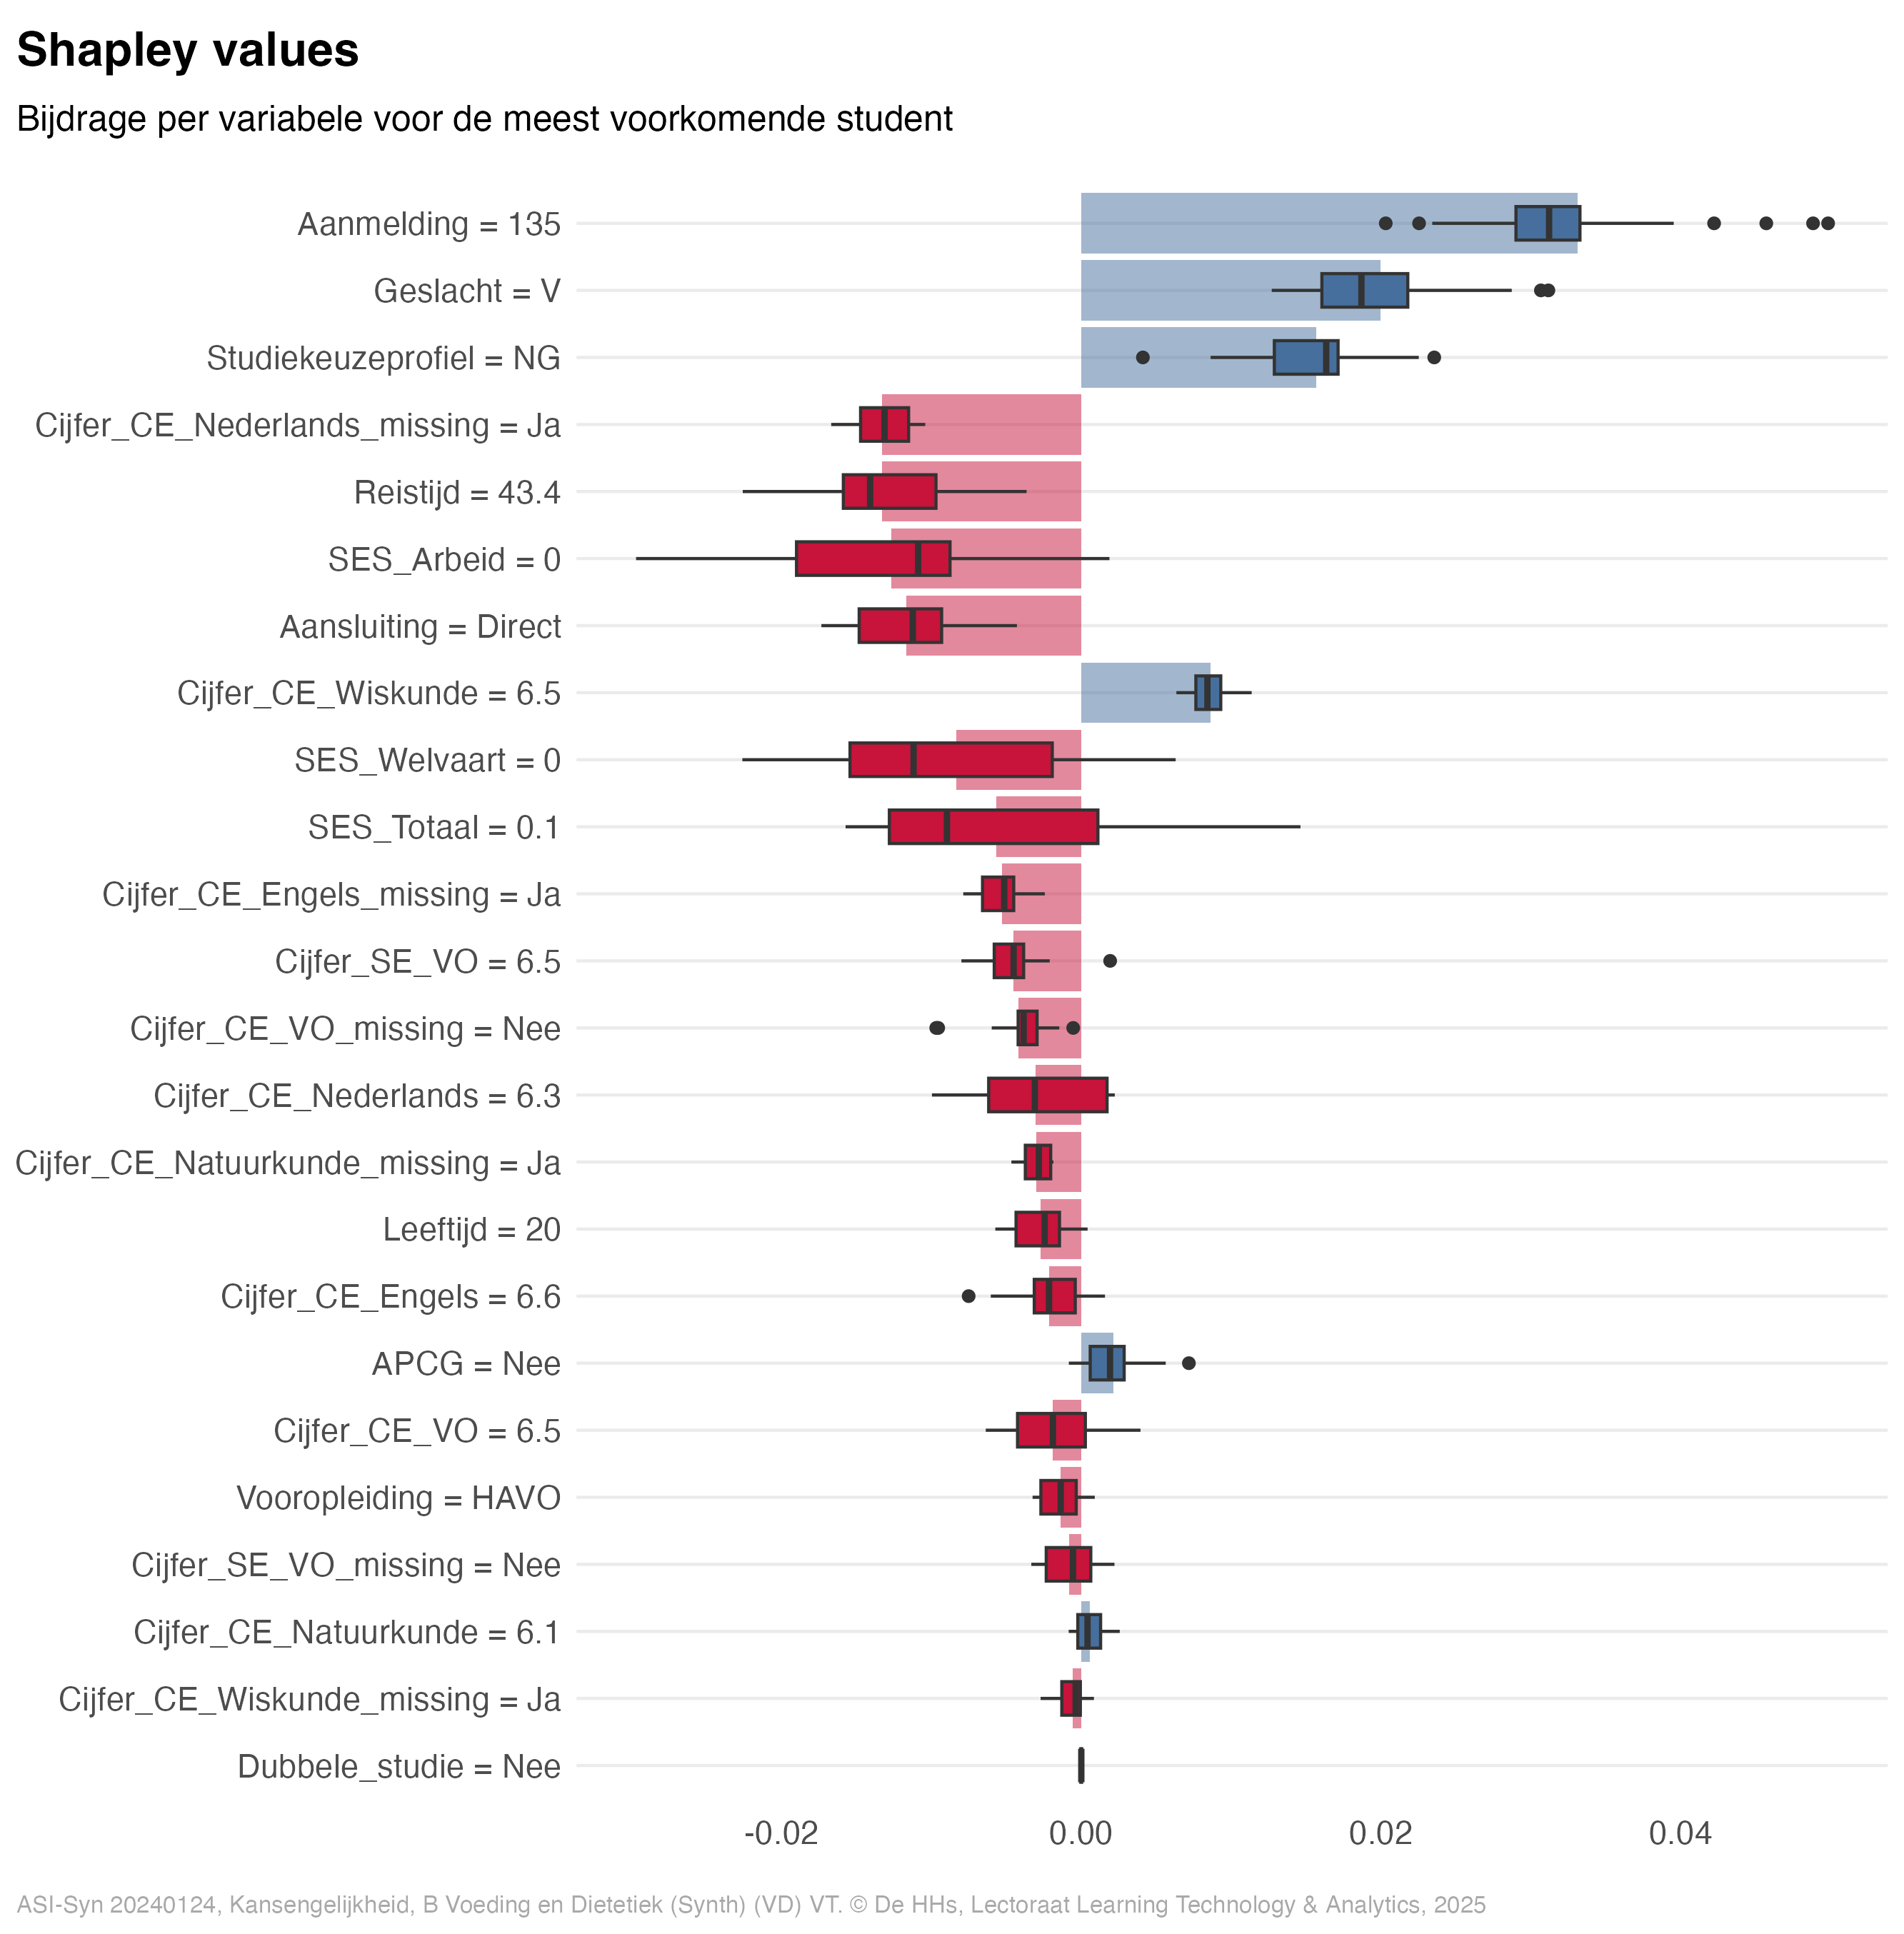 Shapley values
Bijdrage per variabele voor de meest voorkomende student
Aanmelding = 135
Geslacht = V
Studiekeuzeprofiel = NG
Cijfer_CE_Nederlands_missing = Ja
Reistijd = 43.4
SES_Arbeid = 0
Aansluiting = Direct
Cijfer_CE_Wiskunde = 6.5
SES_Welvaart = 0
SES_Totaal = 0.1
Cijfer_CE_Engels_missing = Ja
Cijfer_SE_VO = 6.5
Cijfer_CE_VO_missing = Nee
Cijfer_CE_Nederlands = 6.3
Cijfer_CE_Natuurkunde_missing = Ja
Leeftijd = 20
Cijfer_CE_Engels = 6.6
APCG = Nee
Cijfer_CE_VO = 6.5
Vooropleiding = HAVO
Cijfer_SE_VO_missing = Nee
Cijfer_CE_Natuurkunde = 6.1
Cijfer_CE_Wiskunde_missing = Ja
Dubbele_studie = Nee
-0.02 0.00 0.02 0.04
ASI-Syn 20240124, Kansengelijkheid, B Voeding en Dietetiek (Synth) (VD) VT. © De HHs, Lectoraat Learning Technology & Analytics, 2025